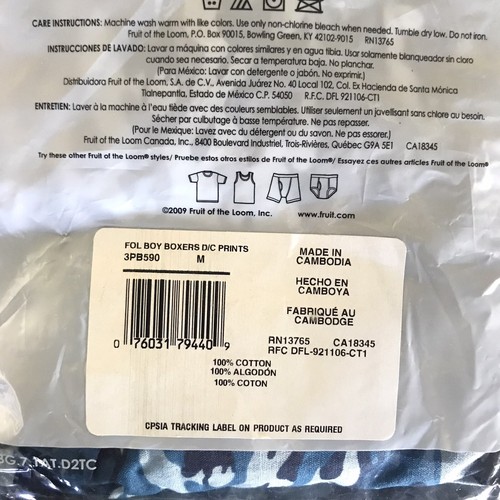 CARE INSTRUCTIONS: Machine wash warm with like colors. Use only non-chlorine bleach when needed. Tumble dry low. Do not iron.
Fruit of the Loom, P.O. Box 90015, Bowling Green, KY 42102-9015 RN13765
INSTRUCCIONES DE LAVADO: Lavar a máquina con colores similares y en agua tibia. Usar solamente blanqueador sin cloro
cuando sea necesario. Secar a temperatura baja. No planchar.
(Para México: Lavar con detergente o jabón. No exprimir.)
Distribuidora Fruit of the Loom, S.A. de C.V., Avenida Juárez No. 40 Local 102, Col. Ex Hacienda de Santa Mónica
Tlalnepantla, Estado de México C.P. 54050 R.F.C. DFL 921106-CT1
ENTRETIEN: Laver à la machine à l'eau tiède avec des couleurs semblables. Utiliser seulement un javellisant sans chlore au besoin.
Sécher par culbutage à basse température. Ne pas repasser.
(Pour le Mexique: Lavez avec du détergent ou du savon. Ne pas essorer.)
Fruit of the Loom Canada, Inc., 8400 Boulevard Industriel, Trois-Rivières, Québec G9A 5E1 CA18345
Try these other Fruit of the Loom® styles/ Pruebe estos otros estilos de Fruit of the Loom®/ Essayez ces autres articles Fruit of the Loom®
©2009 Fruit of the Loom, Inc. www.fruit.com
FOL BOY BOXERS D/C PRINTS
3PB590 M
MADE IN
CAMBODIA
HECHO EN
CAMBOYA
FABRIQUÉ AU
CAMBODGE
0 76031 79440 9
RN13765 CA18345
RFC DFL-921106-CT1
100% COTTON
100% ALGODÓN
100% COTON
CPSIA TRACKING LABEL ON PRODUCT AS REQUIRED